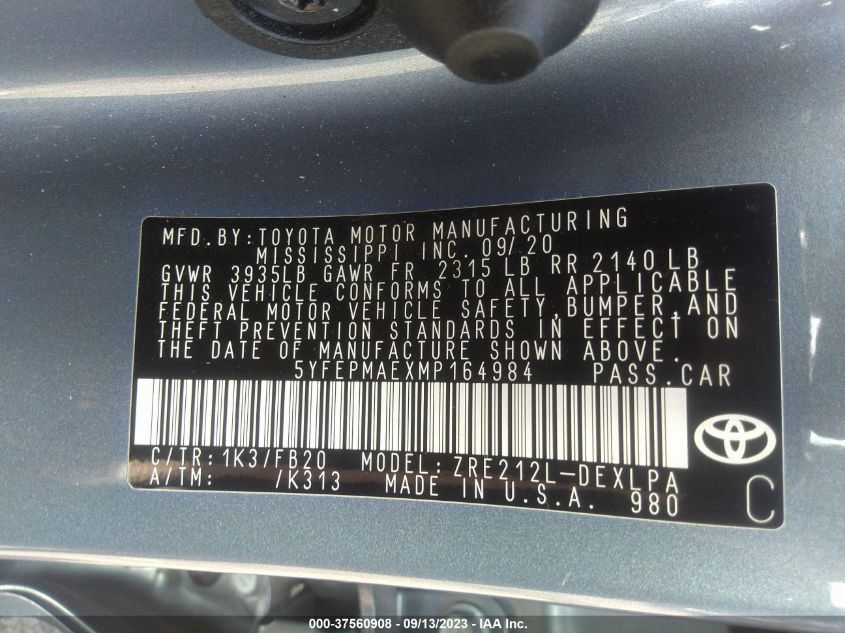 MFD.BY:TOYOTA MOTOR MANUFACTURING
MISSISSIPPI INC. 09/20
GVWR 3935LB GAWR FR 2315 LB RR 2140 LB
THIS VEHICLE CONFORMS TO ALL APPLICABLE
FEDERAL MOTOR VEHICLE SAFETY,BUMPER,AND
THEFT PREVENTION STANDARDS IN EFFECT ON
THE DATE OF MANUFACTURE SHOWN ABOVE.
5YFEPMAEXMP164984 PASS.CAR
C/TR:1K3/FB20 MODEL:ZRE212L-DEXLPA
A/TM: /K313 MADE IN U.S.A. 980
C
000-37560908 - 09/13/2023 - IAA Inc.